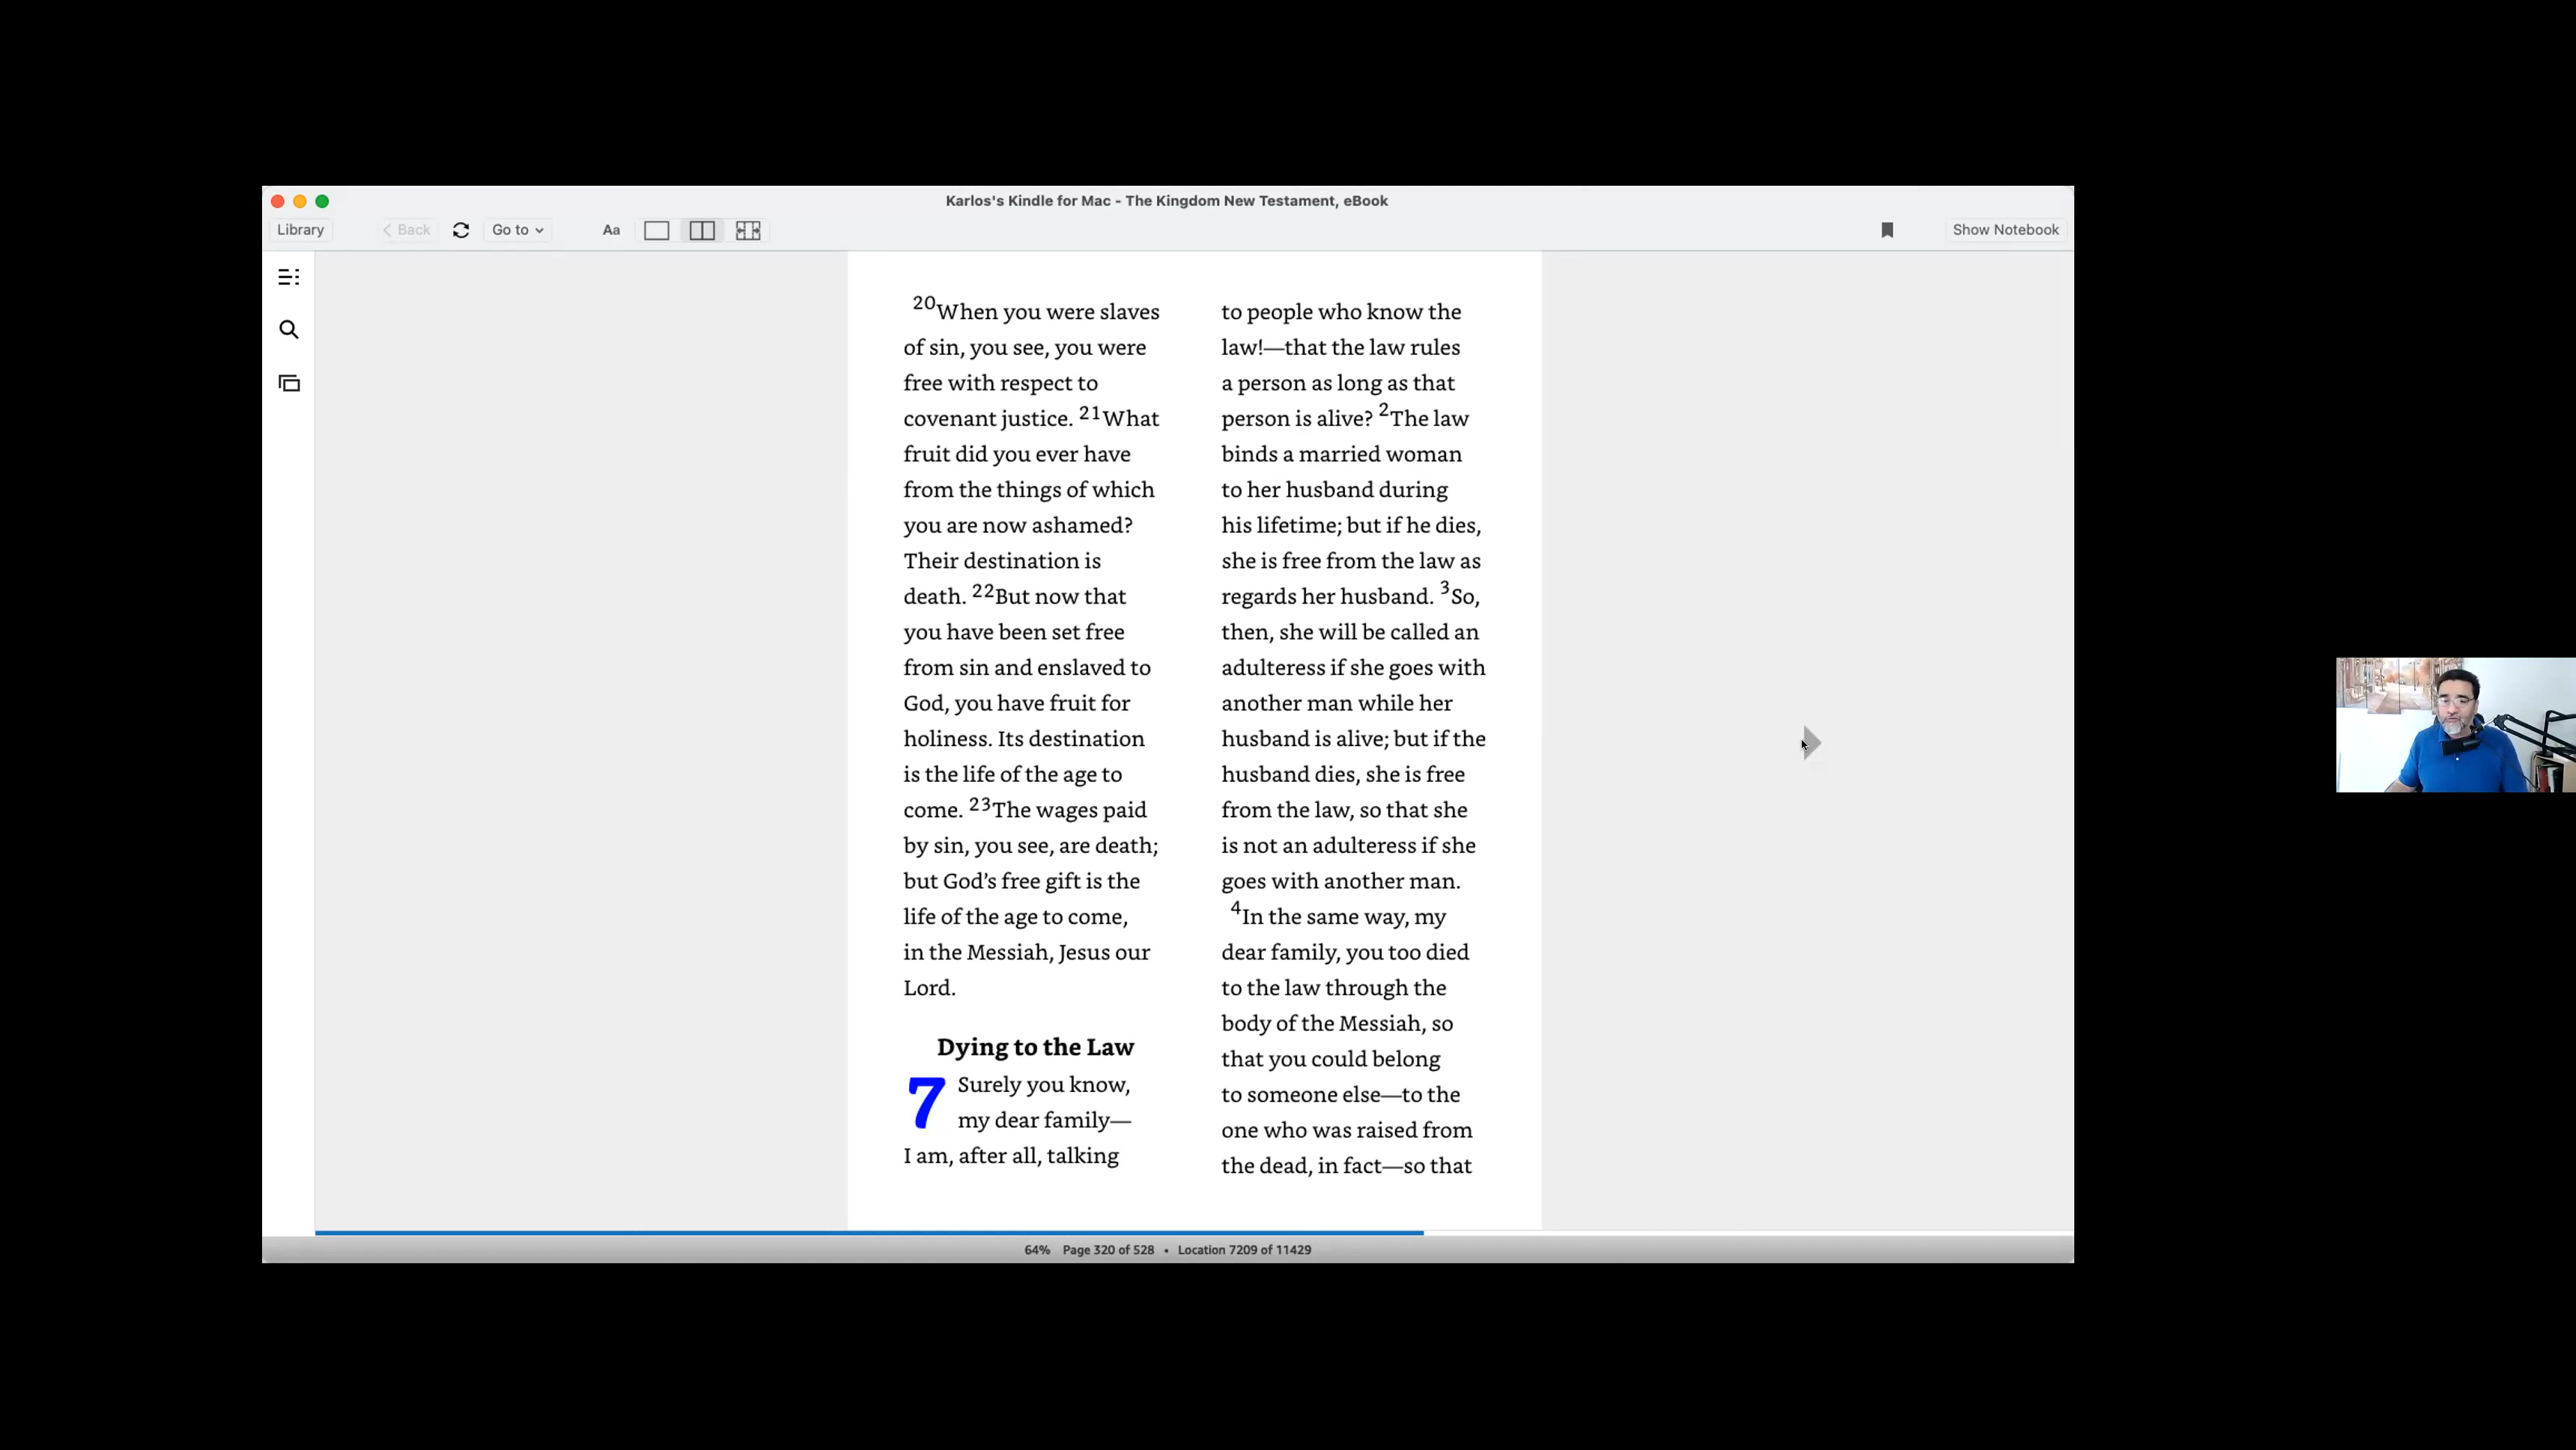 Karlos's Kindle for Mac - The Kingdom New Testament, eBook
Library
Back
Go to
Aa
Show Notebook
20When you were slaves
of sin, you see, you were
free with respect to
covenant justice. 21What
fruit did you ever have
from the things of which
you are now ashamed?
Their destination is
death. 22But now that
you have been set free
from sin and enslaved to
God, you have fruit for
holiness. Its destination
is the life of the age to
come. 23The wages paid
by sin, you see, are death;
but God’s free gift is the
life of the age to come,
in the Messiah, Jesus our
Lord.
Dying to the Law
7 Surely you know,
my dear family—
I am, after all, talking
to people who know the
law!—that the law rules
a person as long as that
person is alive? 2The law
binds a married woman
to her husband during
his lifetime; but if he dies,
she is free from the law as
regards her husband. 3So,
then, she will be called an
adulteress if she goes with
another man while her
husband is alive; but if the
husband dies, she is free
from the law, so that she
is not an adulteress if she
goes with another man.
4In the same way, my
dear family, you too died
to the law through the
body of the Messiah, so
that you could belong
to someone else—to the
one who was raised from
the dead, in fact—so that
64% Page 320 of 528 • Location 7209 of 11429